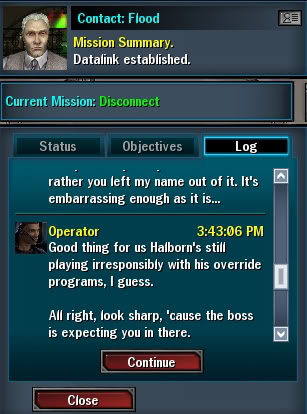 Contact: Flood
Mission Summary.
Datalink established.
Current Mission: Disconnect
Status
Objectives
Log
rather you left my name out of it. It's
embarrassing enough as it is...
Operator
3:43:06 PM
Good thing for us Halborn's still
playing irresponsibly with his override
programs, I guess.
All right, look sharp, 'cause the boss
is expecting you in there.
Continue
Close